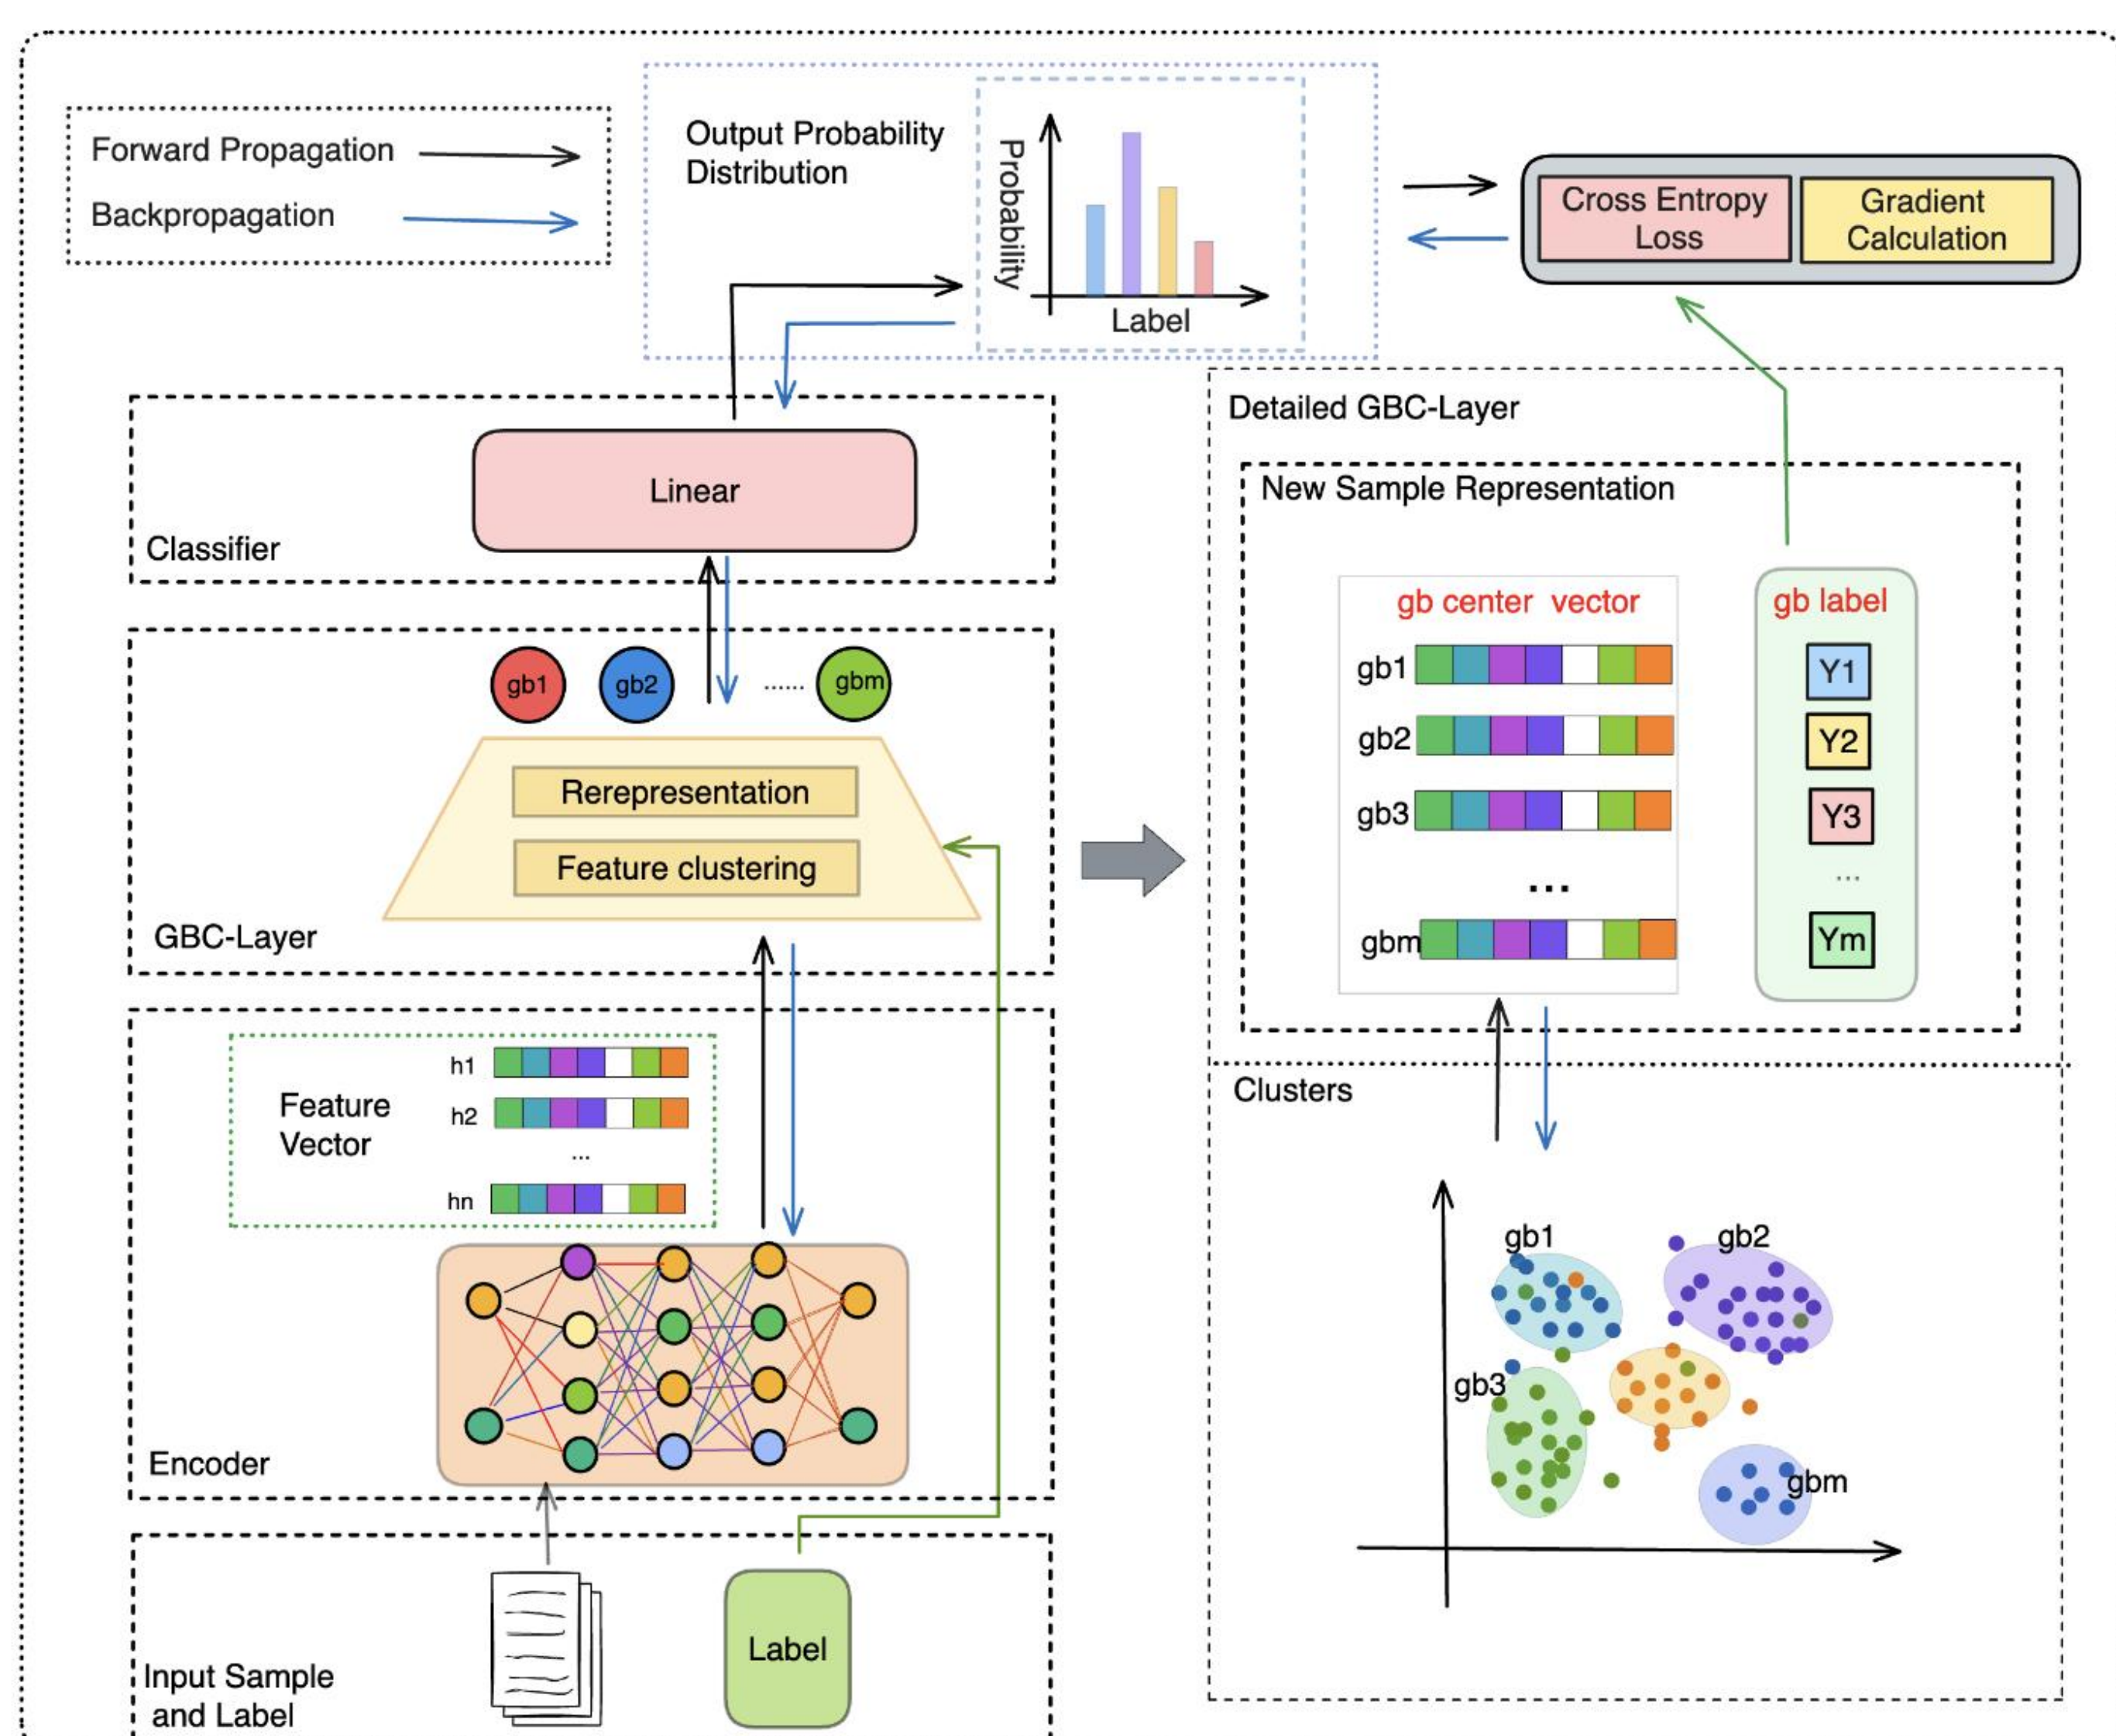 Forward Propagation
Backpropagation
Output Probability
Distribution
Probability
Label
Cross Entropy
Loss
Gradient
Calculation
Linear
Classifier
gb1
gb2
......
gbm
Rerepresentation
Feature clustering
GBC-Layer
Feature
Vector
h1
h2
...
hn
Encoder
Input Sample
and Label
Label
Detailed GBC-Layer
New Sample Representation
gb center vector
gb1
gb2
gb3
...
gbm
gb label
Y1
Y2
Y3
...
Ym
Clusters
gb1
gb2
gb3
gbm